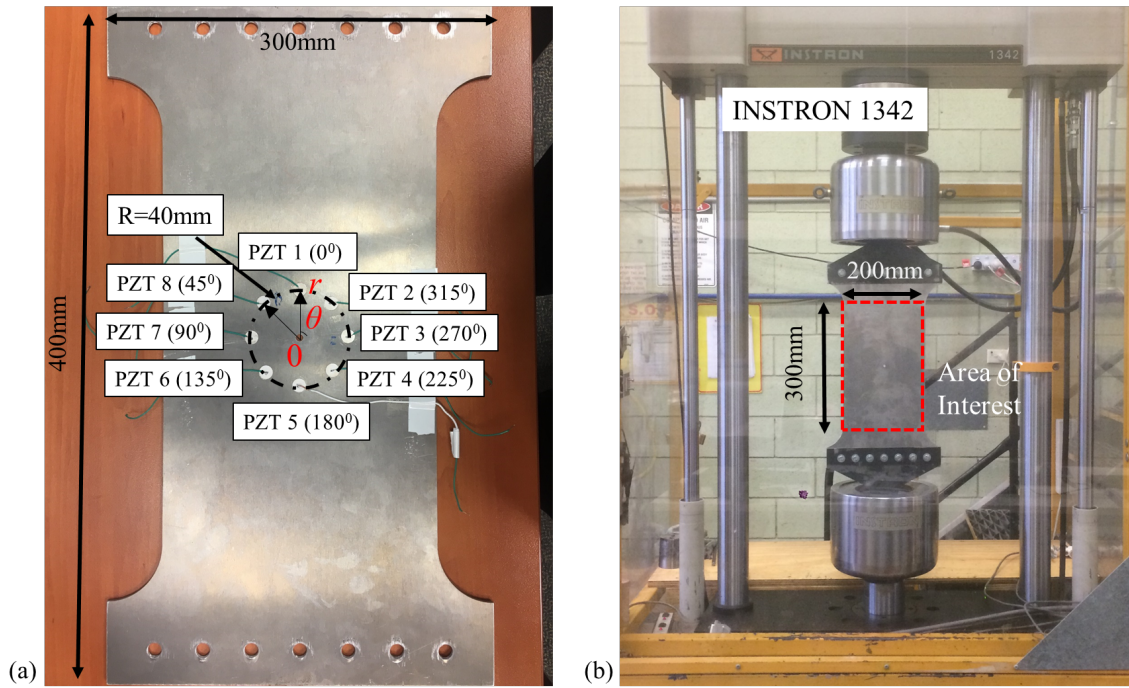 300mm
400mm
R=40mm
PZT 1 (0⁰)
r
PZT 8 (45⁰)
PZT 2 (315⁰)
θ
PZT 7 (90⁰)
PZT 3 (270⁰)
0
PZT 6 (135⁰)
PZT 4 (225⁰)
PZT 5 (180⁰)
(a)
INSTRON
1342
INSTRON 1342
200mm
300mm
Area of
Interest
(b)